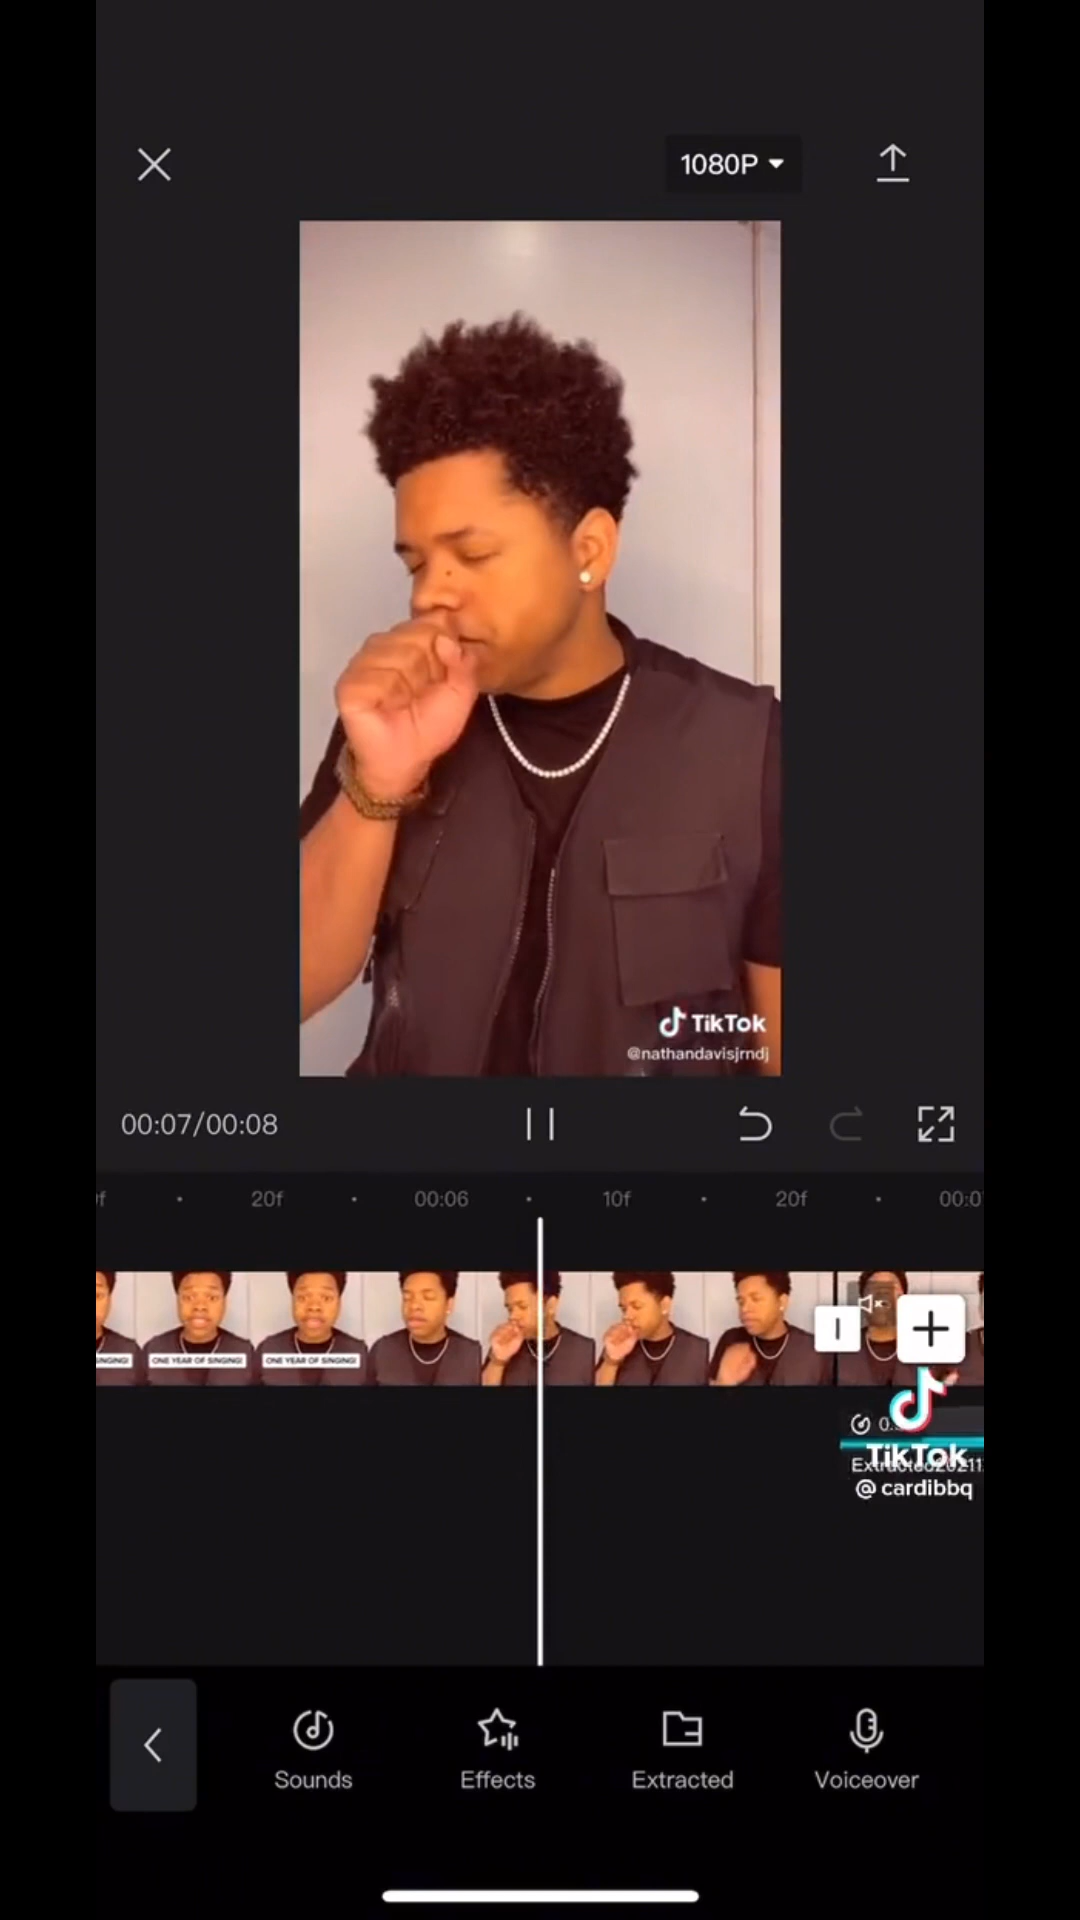 1080P
TikTok
@nathandavisjrndj
00:07/00:08
20f
00:06
10f
20f
ONE YEAR OF SINGING!
ONE YEAR OF SINGING!
TikTok
@ cardibbq
Sounds
Effects
Extracted
Voiceover